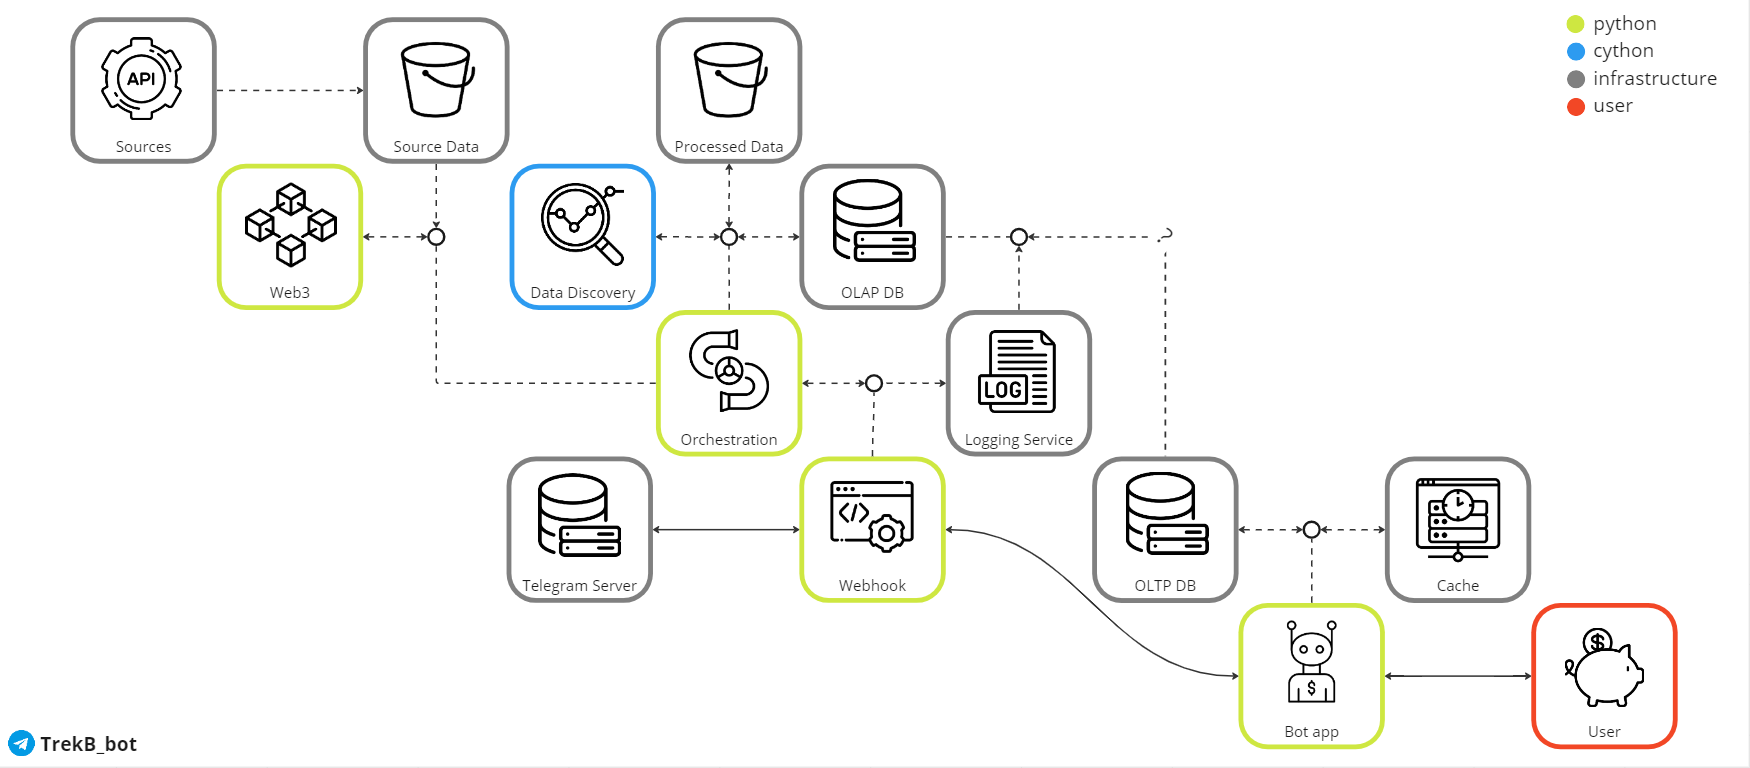 python
cython
infrastructure
user
API
Sources
Source Data
Processed Data
Web3
Data Discovery
OLAP DB
?
LOG
Orchestration
Logging Service
</>
Telegram Server
Webhook
OLTP DB
Cache
$
$
Bot app
User
TrekB_bot